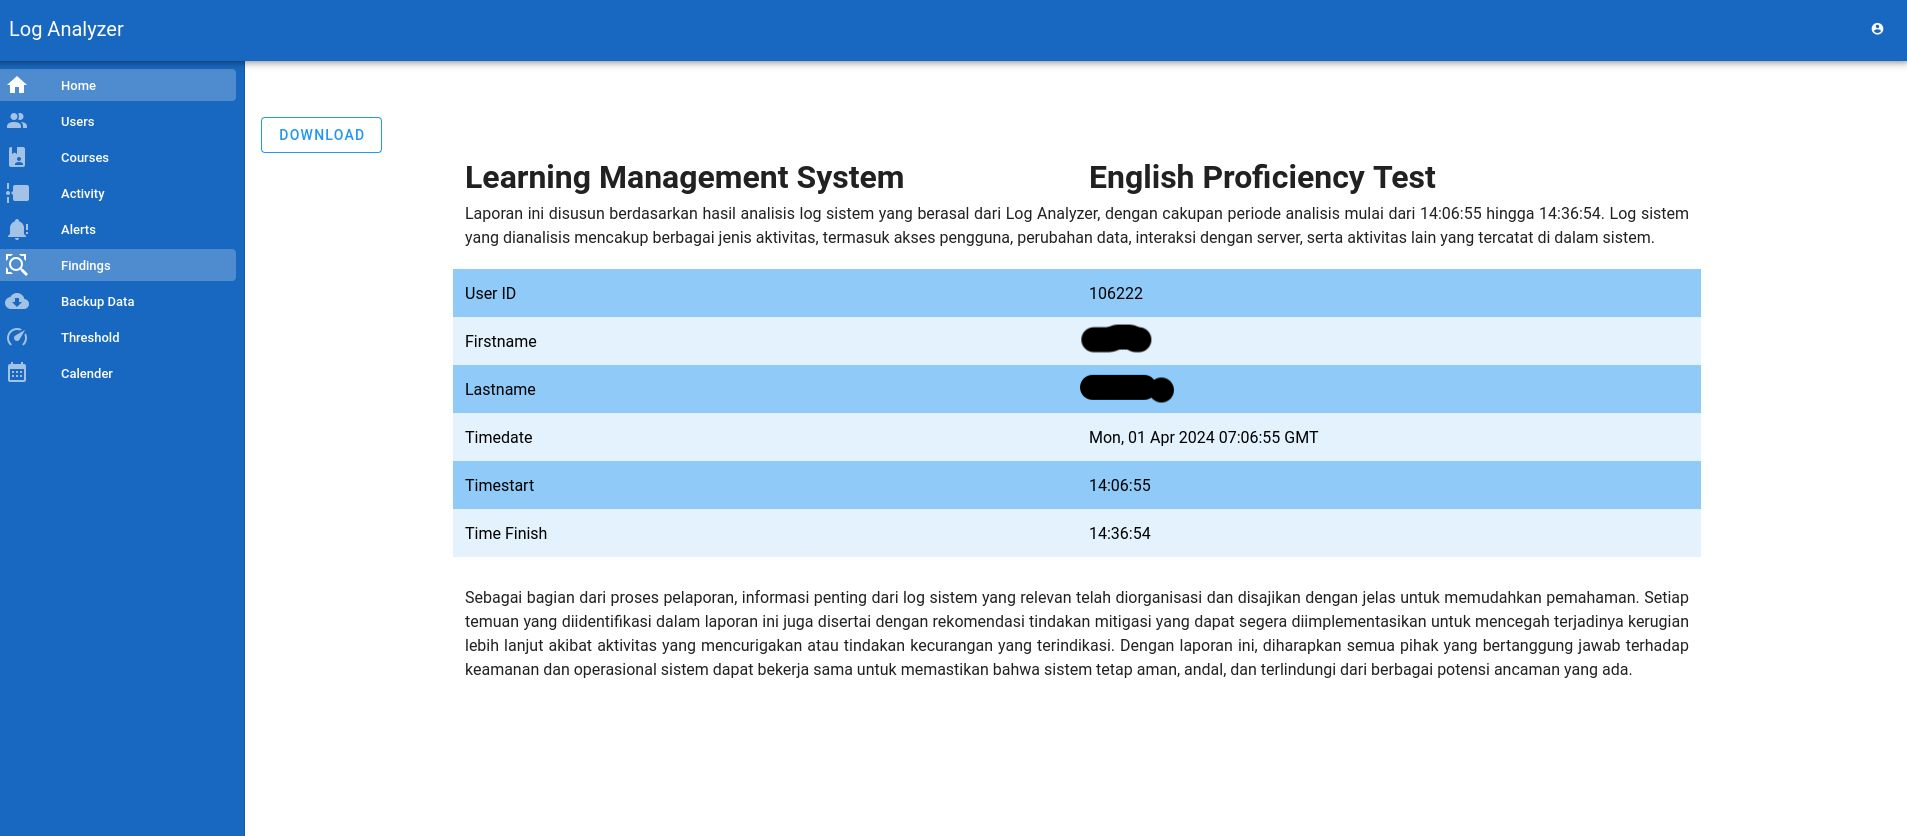 Log Analyzer
Home
Users
Courses
Activity
Alerts
Findings
Backup Data
Threshold
Calender
DOWNLOAD
Learning Management System English Proficiency Test
Laporan ini disusun berdasarkan hasil analisis log sistem yang berasal dari Log Analyzer, dengan cakupan periode analisis mulai dari 14:06:55 hingga 14:36:54. Log sistem
yang dianalisis mencakup berbagai jenis aktivitas, termasuk akses pengguna, perubahan data, interaksi dengan server, serta aktivitas lain yang tercatat di dalam sistem.
User ID 106222
Firstname
Lastname
Timedate Mon, 01 Apr 2024 07:06:55 GMT
Timestart 14:06:55
Time Finish 14:36:54
Sebagai bagian dari proses pelaporan, informasi penting dari log sistem yang relevan telah diorganisasi dan disajikan dengan jelas untuk memudahkan pemahaman. Setiap
temuan yang diidentifikasi dalam laporan ini juga disertai dengan rekomendasi tindakan mitigasi yang dapat segera diimplementasikan untuk mencegah terjadinya kerugian
lebih lanjut akibat aktivitas yang mencurigakan atau tindakan kecurangan yang terindikasi. Dengan laporan ini, diharapkan semua pihak yang bertanggung jawab terhadap
keamanan dan operasional sistem dapat bekerja sama untuk memastikan bahwa sistem tetap aman, andal, dan terlindungi dari berbagai potensi ancaman yang ada.